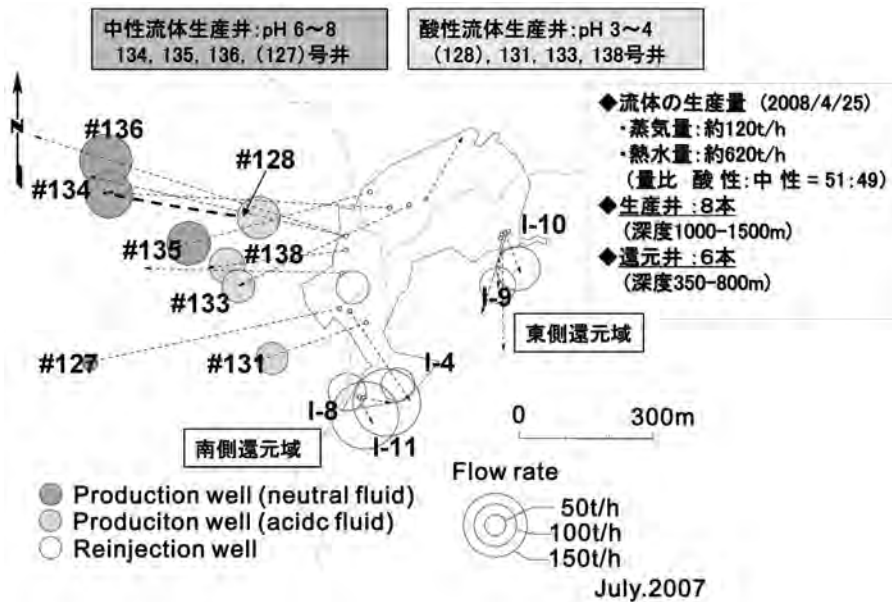 中性流体生産井:pH 6～8
134, 135, 136, (127)号井
酸性流体生産井:pH 3～4
(128), 131, 133, 138号井
N
#136
#128
#134
#135
#138
#133
#127
#131
I-10
I-9
I-4
I-8
I-11
◆流体の生産量 (2008/4/25)
・蒸気量:約120t/h
・熱水量:約620t/h
(量比 酸 性:中 性 = 51:49)
◆生産井 :8本
(深度1000-1500m)
◆還元井:6本
(深度350-800m)
東側還元域
南側還元域
0 300m
Flow rate
50t/h
100t/h
150t/h
Production well (neutral fluid)
Produciton well (acidc fluid)
Reinjection well
July.2007